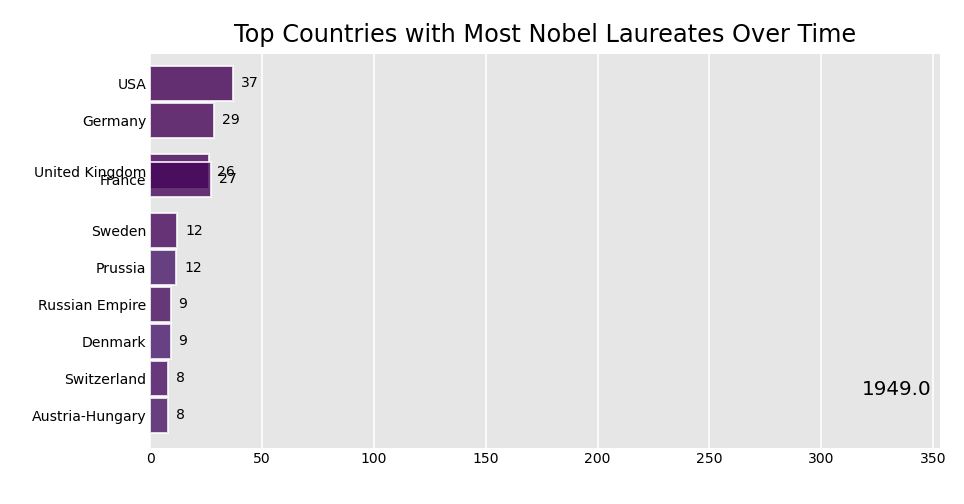 Top Countries with Most Nobel Laureates Over Time
USA 37
Germany 29
United Kingdom 26
France 27
Sweden 12
Prussia 12
Russian Empire 9
Denmark 9
Switzerland 8
1949.0
Austria-Hungary 8
0 50 100 150 200 250 300 350